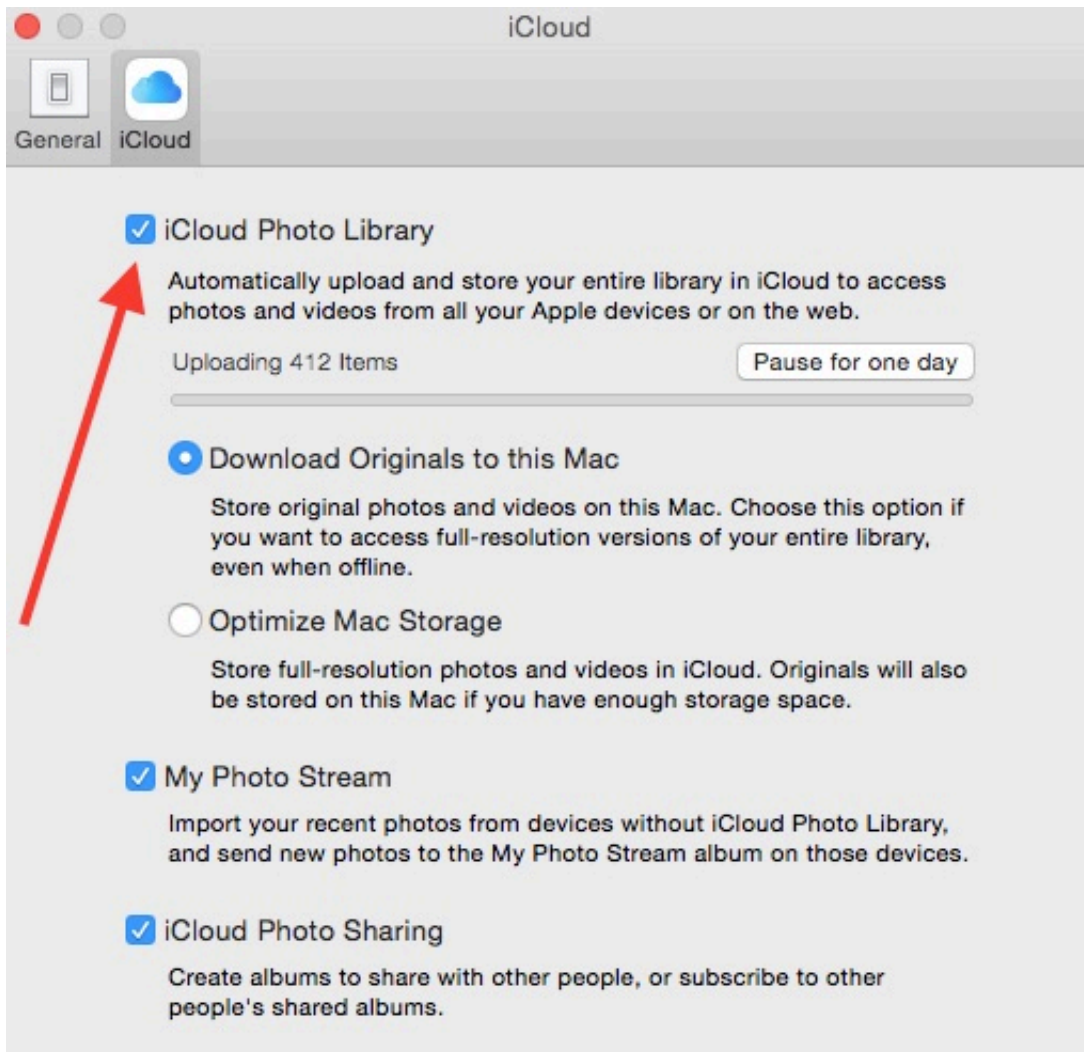 iCloud
General iCloud
iCloud Photo Library
Automatically upload and store your entire library in iCloud to access
photos and videos from all your Apple devices or on the web.
Uploading 412 Items Pause for one day
Download Originals to this Mac
Store original photos and videos on this Mac. Choose this option if
you want to access full-resolution versions of your entire library,
even when offline.
Optimize Mac Storage
Store full-resolution photos and videos in iCloud. Originals will also
be stored on this Mac if you have enough storage space.
My Photo Stream
Import your recent photos from devices without iCloud Photo Library,
and send new photos to the My Photo Stream album on those devices.
iCloud Photo Sharing
Create albums to share with other people, or subscribe to other
people's shared albums.